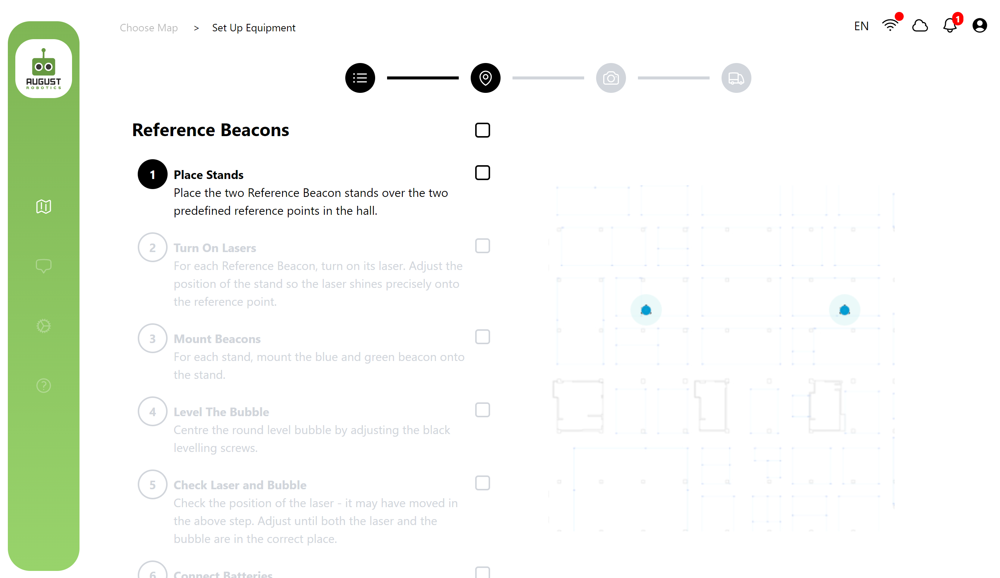 Choose Map > Set Up Equipment
EN
1
AUGUST
ROBOTICS
Reference Beacons
1 Place Stands
Place the two Reference Beacon stands over the two
predefined reference points in the hall.
2 Turn On Lasers
For each Reference Beacon, turn on its laser. Adjust the
position of the stand so the laser shines precisely onto
the reference point.
3 Mount Beacons
For each stand, mount the blue and green beacon onto
the stand.
4 Level The Bubble
Centre the round level bubble by adjusting the black
levelling screws.
5 Check Laser and Bubble
Check the position of the laser - it may have moved in
the above step. Adjust until both the laser and the
bubble are in the correct place.
6 Connect Batteries